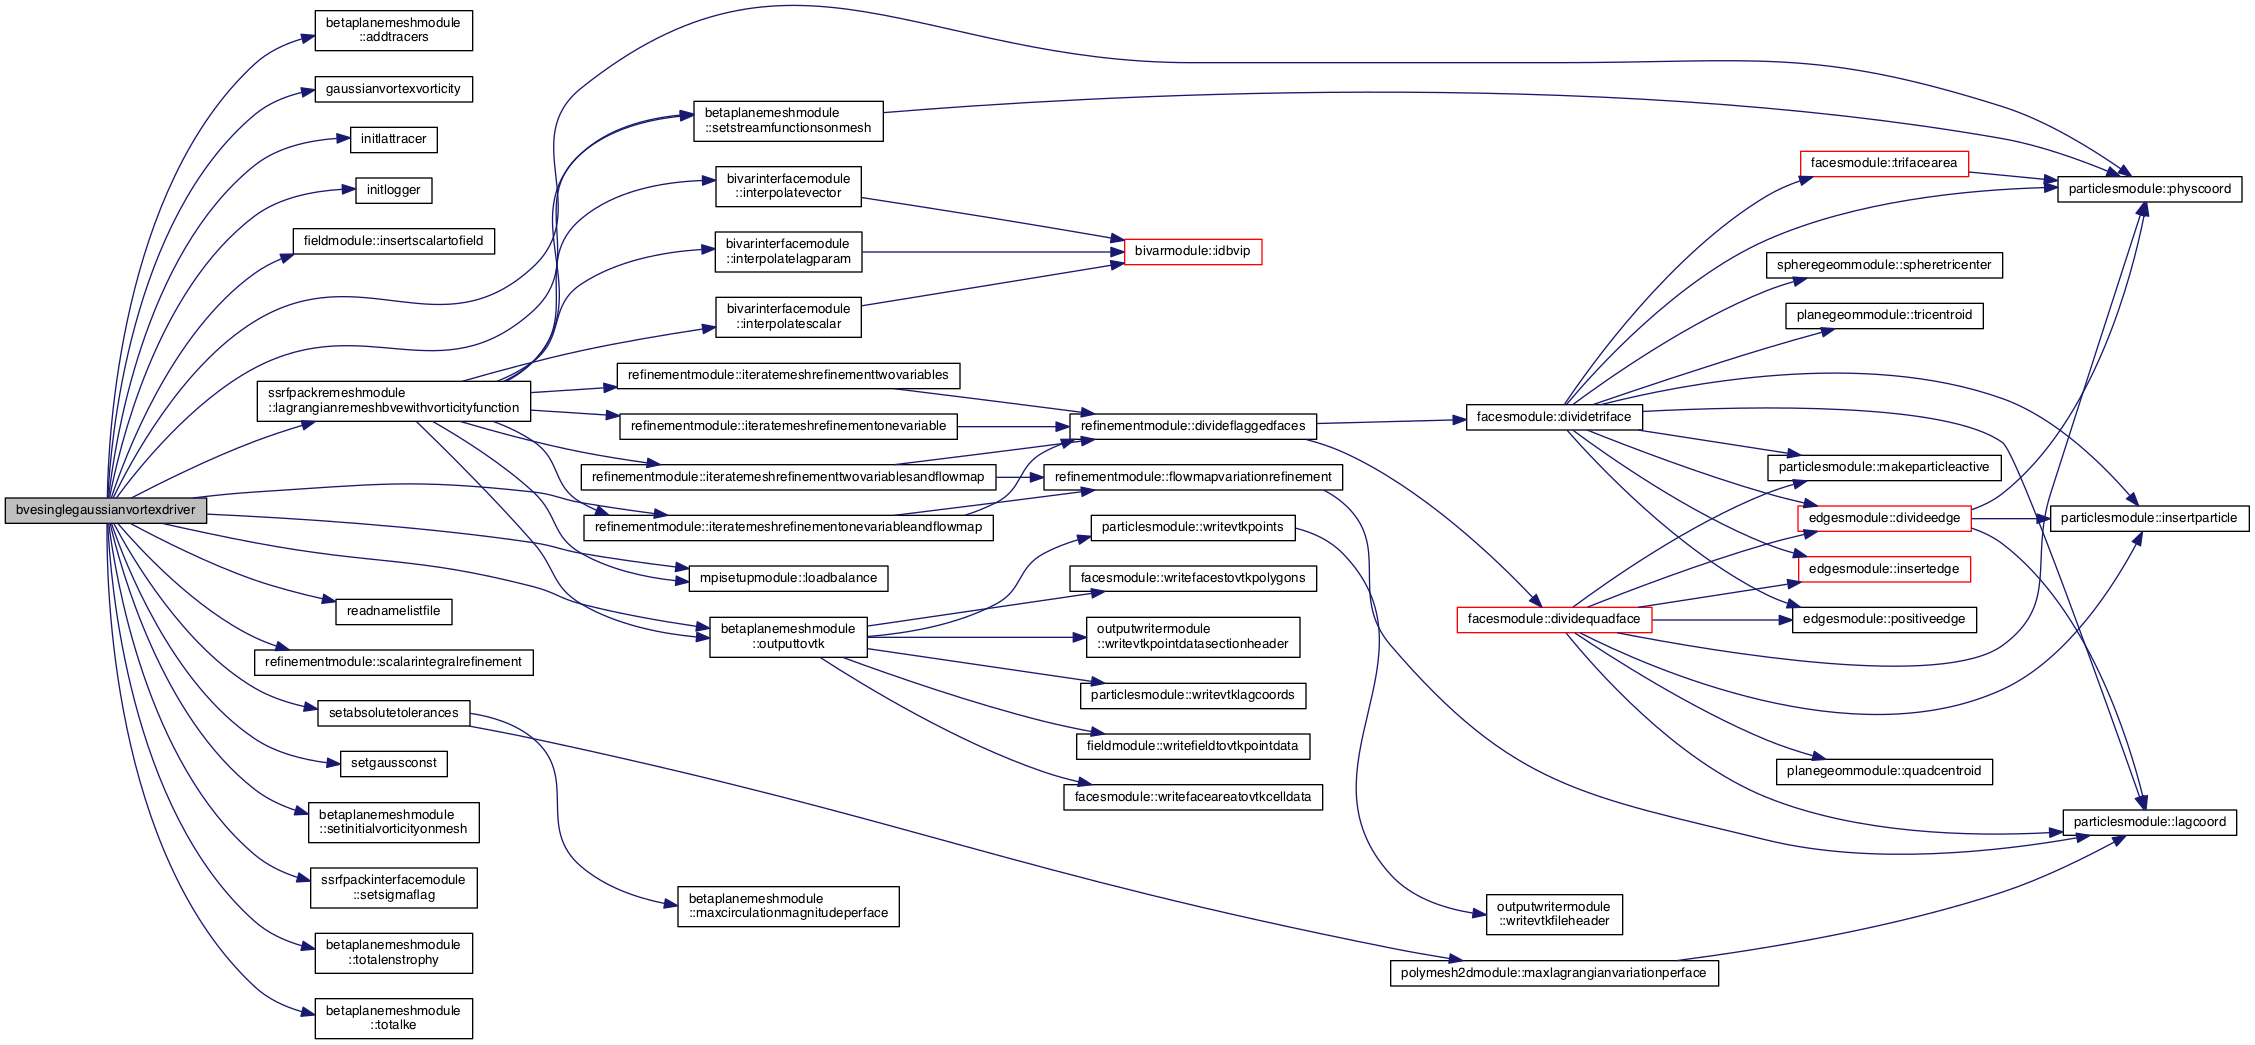 betaplanemeshmodule
::addtracers
gaussianvortexvorticity
initlattracer
initlogger
fieldmodule::insertscalartofield
ssrfpackremeshmodule
::lagrangianremeshbvewithvorticityfunction
bvesinglegaussianvortexdriver
readnamelistfile
refinementmodule::scalarintegralrefinement
setabsolutetolerances
setgaussconst
betaplanemeshmodule
::setinitialvorticityonmesh
ssrfpackinterfacemodule
::setsigmaflag
betaplanemeshmodule
::totalenstrophy
betaplanemeshmodule
::totalke
betaplanemeshmodule
::setstreamfunctionsonmesh
bivarinterfacemodule
::interpolatevector
bivarinterfacemodule
::interpolatelagparam
bivarinterfacemodule
::interpolatescalar
refinementmodule::iteratemeshrefinementtwovariables
refinementmodule::iteratemeshrefinementonevariable
refinementmodule::iteratemeshrefinementtwovariablesandflowmap
refinementmodule::iteratemeshrefinementonevariableandflowmap
mpisetupmodule::loadbalance
betaplanemeshmodule
::outputtovtk
betaplanemeshmodule
::maxcirculationmagnitudeperface
bivarmodule::idbvip
refinementmodule::divideflaggedfaces
refinementmodule::flowmapvariationrefinement
particlesmodule::writevtkpoints
facesmodule::writefacestovtkpolygons
outputwritermodule
::writevtkpointdatasectionheader
particlesmodule::writevtklagcoords
fieldmodule::writefieldtovtkpointdata
facesmodule::writefaceareatovtkcelldata
facesmodule::dividetriface
facesmodule::dividequadface
outputwritermodule
::writevtkfileheader
polymesh2dmodule::maxlagrangianvariationperface
facesmodule::trifacearea
spheregeommodule::spheretricenter
planegeommodule::tricentroid
particlesmodule::makeparticleactive
edgesmodule::divideedge
edgesmodule::insertedge
edgesmodule::positiveedge
planegeommodule::quadcentroid
particlesmodule::physcoord
particlesmodule::insertparticle
particlesmodule::lagcoord